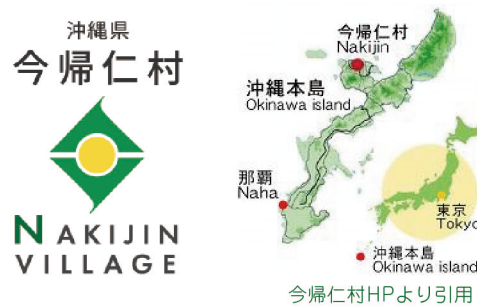 沖縄県
今帰仁村
NAKIJIN
VILLAGE
今帰仁村
Nakijin
沖縄本島
Okinawa island
那覇
Naha
東京
Tokyo
沖縄本島
Okinawa island
今帰仁村HPより引用